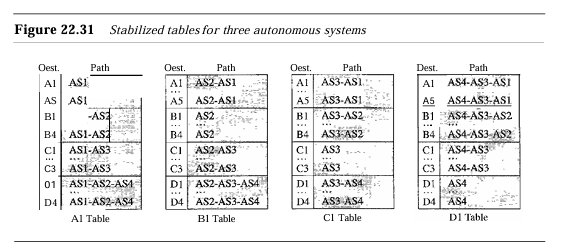 Figure 22.31 Stabilized tables for three autonomous systems
Oest. Path
A1 AS1
AS AS1
B1 -AS2
B4 AS1-AS2
C1 AS1-AS3
... ...
C3 AS1-AS3
01 AS1-AS2-AS4
... ...
D4 AS1-AS2-AS4
A1 Table
Oest. Path
A1 AS2-AS1
... ...
A5 AS2-AS1
B1 AS2
... ...
B4 AS2
C1 AS2-AS3
... ...
C3 AS2-AS3
D1 AS2-AS3-AS4
... ...
D4 AS2-AS3-AS4
B1 Table
Oest. Path
A1 AS3-AS1
... ...
A5 AS3-AS1
B1 AS3-AS2
... ...
B4 AS3-AS2
C1 AS3
... ...
C3 AS3
D1 AS3-AS4
... ...
D4 AS3-AS4
C1 Table
Oest. Path
A1 AS4-AS3-AS1
... ...
A5 AS4-AS3-AS1
B1 AS4-AS3-AS2
... ...
B4 AS4-AS3-AS2
C1 AS4-AS3
... ...
C3 AS4-AS3
D1 AS4
... ...
D4 AS4
D1 Table